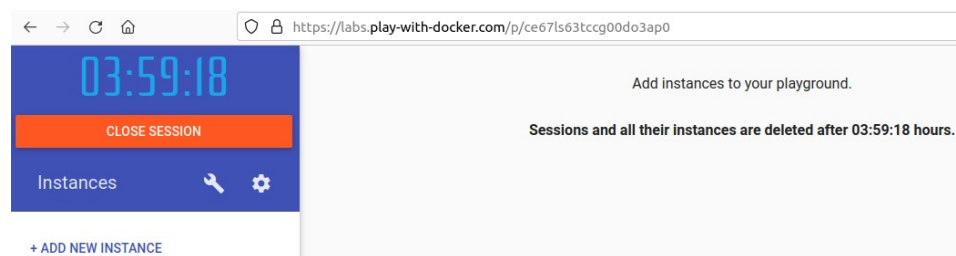 https://labs.play-with-docker.com/p/ce67ls63tccg00do3ap0
03:59:18
CLOSE SESSION
Instances
+ ADD NEW INSTANCE
Add instances to your playground.
Sessions and all their instances are deleted after 03:59:18 hours.